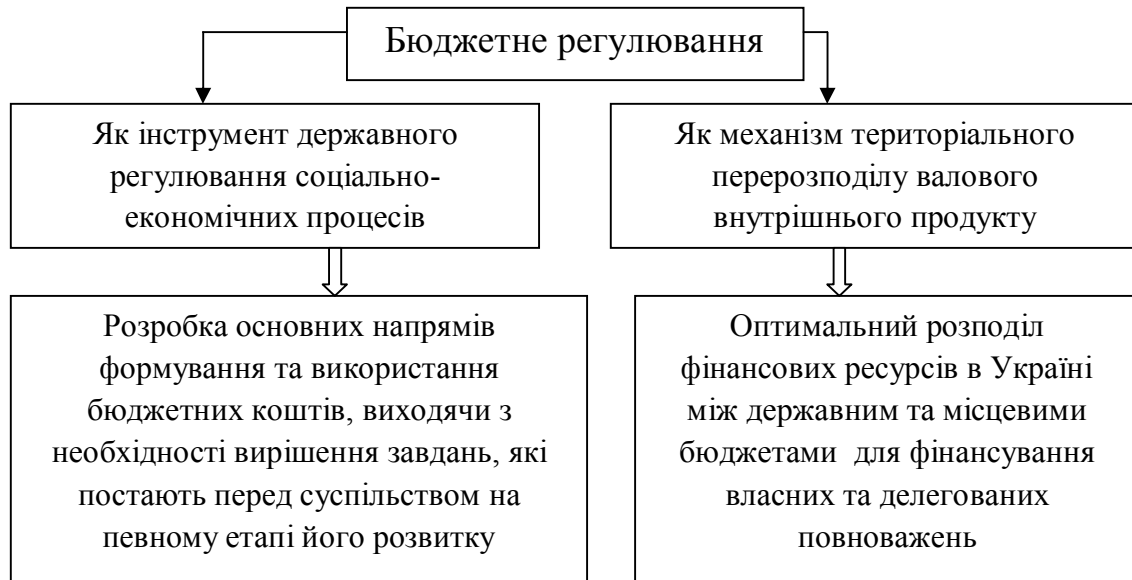 Бюджетне регулювання
Як інструмент державного
регулювання соціально-
економічних процесів
Як механізм територіального
перерозподілу валового
внутрішнього продукту
Розробка основних напрямів
формування та використання
бюджетних коштів, виходячи з
необхідності вирішення завдань, які
постають перед суспільством на
певному етапі його розвитку
Оптимальний розподіл
фінансових ресурсів в Україні
між державним та місцевими
бюджетами для фінансування
власних та делегованих
повноважень